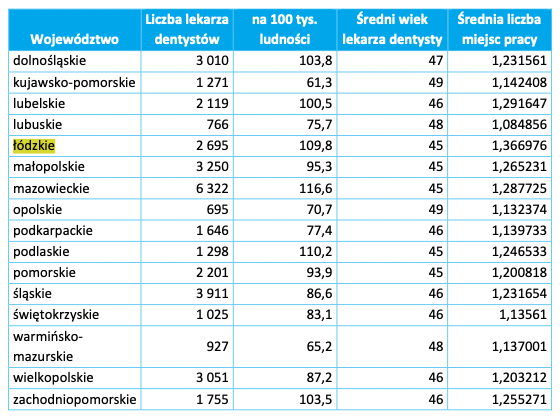 Województwo Liczba lekarza dentystów na 100 tys. ludności Średni wiek lekarza dentysty Średnia liczba miejsc pracy
dolnośląskie 3 010 103,8 47 1,231561
kujawsko-pomorskie 1 271 61,3 49 1,142408
lubelskie 2 119 100,5 46 1,291647
lubuskie 766 75,7 48 1,084856
łódzkie 2 695 109,8 45 1,366976
małopolskie 3 250 95,3 45 1,265231
mazowieckie 6 322 116,6 45 1,287725
opolskie 695 70,7 49 1,132374
podkarpackie 1 646 77,4 46 1,139733
podlaskie 1 298 110,2 45 1,246533
pomorskie 2 201 93,9 45 1,200818
śląskie 3 911 86,6 46 1,231654
świętokrzyskie 1 025 83,1 46 1,13561
warmińsko-
mazurskie 927 65,2 48 1,137001
wielkopolskie 3 051 87,2 46 1,203212
zachodniopomorskie 1 755 103,5 46 1,255271